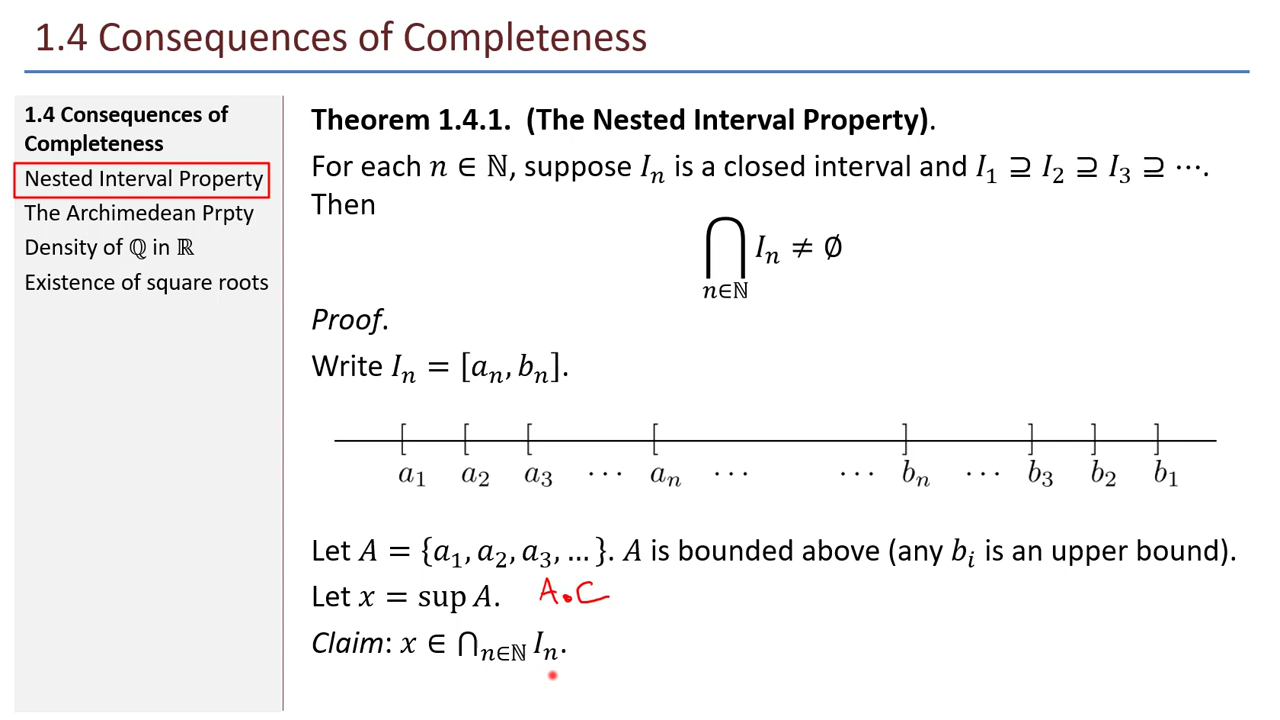 1.4 Consequences of Completeness
1.4 Consequences of
Completeness
Nested Interval Property
The Archimedean Prpty
Density of ℚ in ℝ
Existence of square roots
Theorem 1.4.1. (The Nested Interval Property).
For each n ∈ ℕ, suppose Iₙ is a closed interval and I₁ ⊇ I₂ ⊇ I₃ ⊇ ⋯.
Then
⋂ Iₙ ≠ ∅
n∈ℕ
Proof.
Write Iₙ = [aₙ, bₙ].
[ [ [ [ ] ] ] ]
a₁ a₂ a₃ ⋯ aₙ ⋯ ⋯ bₙ ⋯ b₃ b₂ b₁
Let A = {a₁, a₂, a₃, …}. A is bounded above (any bᵢ is an upper bound).
Let x = sup A. A.C
Claim: x ∈ ⋂ₙ∈ℕ Iₙ.